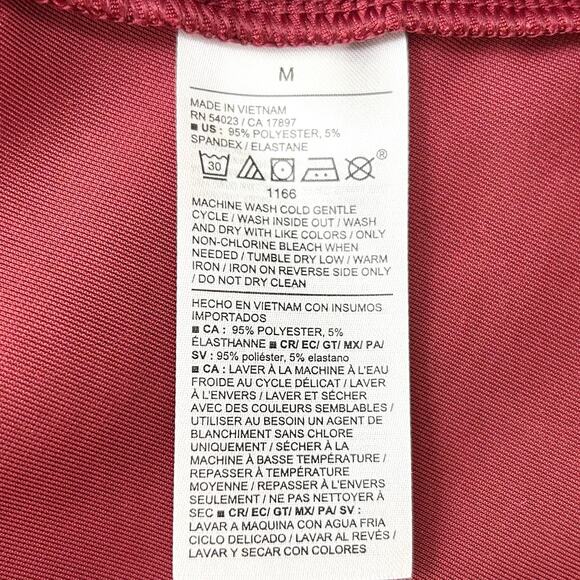 M
MADE IN VIETNAM
RN 54023 / CA 17897
US : 95% POLYESTER, 5%
SPANDEX / ELASTANE
30
®
1166
MACHINE WASH COLD GENTLE
CYCLE / WASH INSIDE OUT / WASH
AND DRY WITH LIKE COLORS / ONLY
NON-CHLORINE BLEACH WHEN
NEEDED / TUMBLE DRY LOW / WARM
IRON / IRON ON REVERSE SIDE ONLY
/ DO NOT DRY CLEAN
HECHO EN VIETNAM CON INSUMOS
IMPORTADOS
CA : 95% POLYESTER, 5%
ÉLASTHANNE ■ CR/ EC/ GT/ MX/ PA/
SV : 95% poliéster, 5% elastano
■ CA : LAVER À LA MACHINE À L'EAU
FROIDE AU CYCLE DÉLICAT / LAVER
À L'ENVERS / LAVER ET SÉCHER
AVEC DES COULEURS SEMBLABLES /
UTILISER AU BESOIN UN AGENT DE
BLANCHIMENT SANS CHLORE
UNIQUEMENT / SÉCHER À LA
MACHINE À BASSE TEMPÉRATURE /
REPASSER À TEMPÉRATURE
MOYENNE / REPASSER À L'ENVERS
SEULEMENT / NE PAS NETTOYER À
SEC ■ CR/ EC/ GT/ MX/ PA/ SV :
LAVAR A MAQUINA CON AGUA FRIA
CICLO DELICADO / LAVAR AL REVÉS /
LAVAR Y SECAR CON COLORES